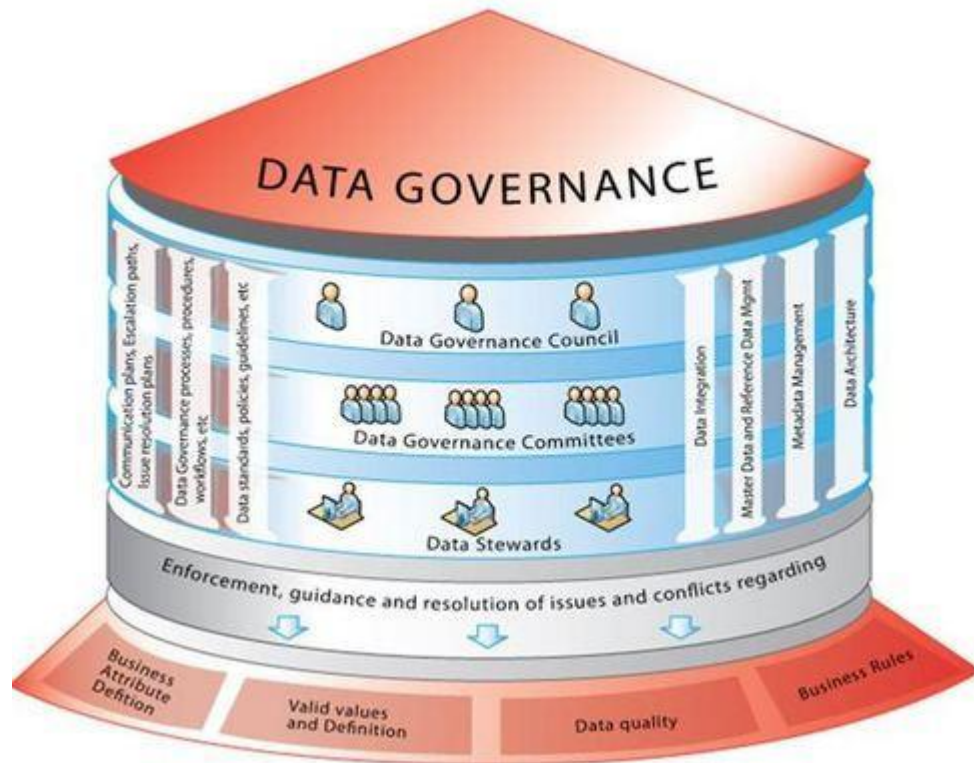 DATA GOVERNANCE
Communication plans, Escalation paths,
Issue resolution plans
Data Governance processes, procedures,
workflows, etc
Data standards, policies, guidelines, etc
Data Governance Council
Data Governance Committees
Data Stewards
Data Integration
Master Data and Reference Data Mgmt
Metadata Management
Data Architecture
Enforcement, guidance and resolution of issues and conflicts regarding
Business
Attribute
Defition
Valid values
and Definition
Data quality
Business Rules